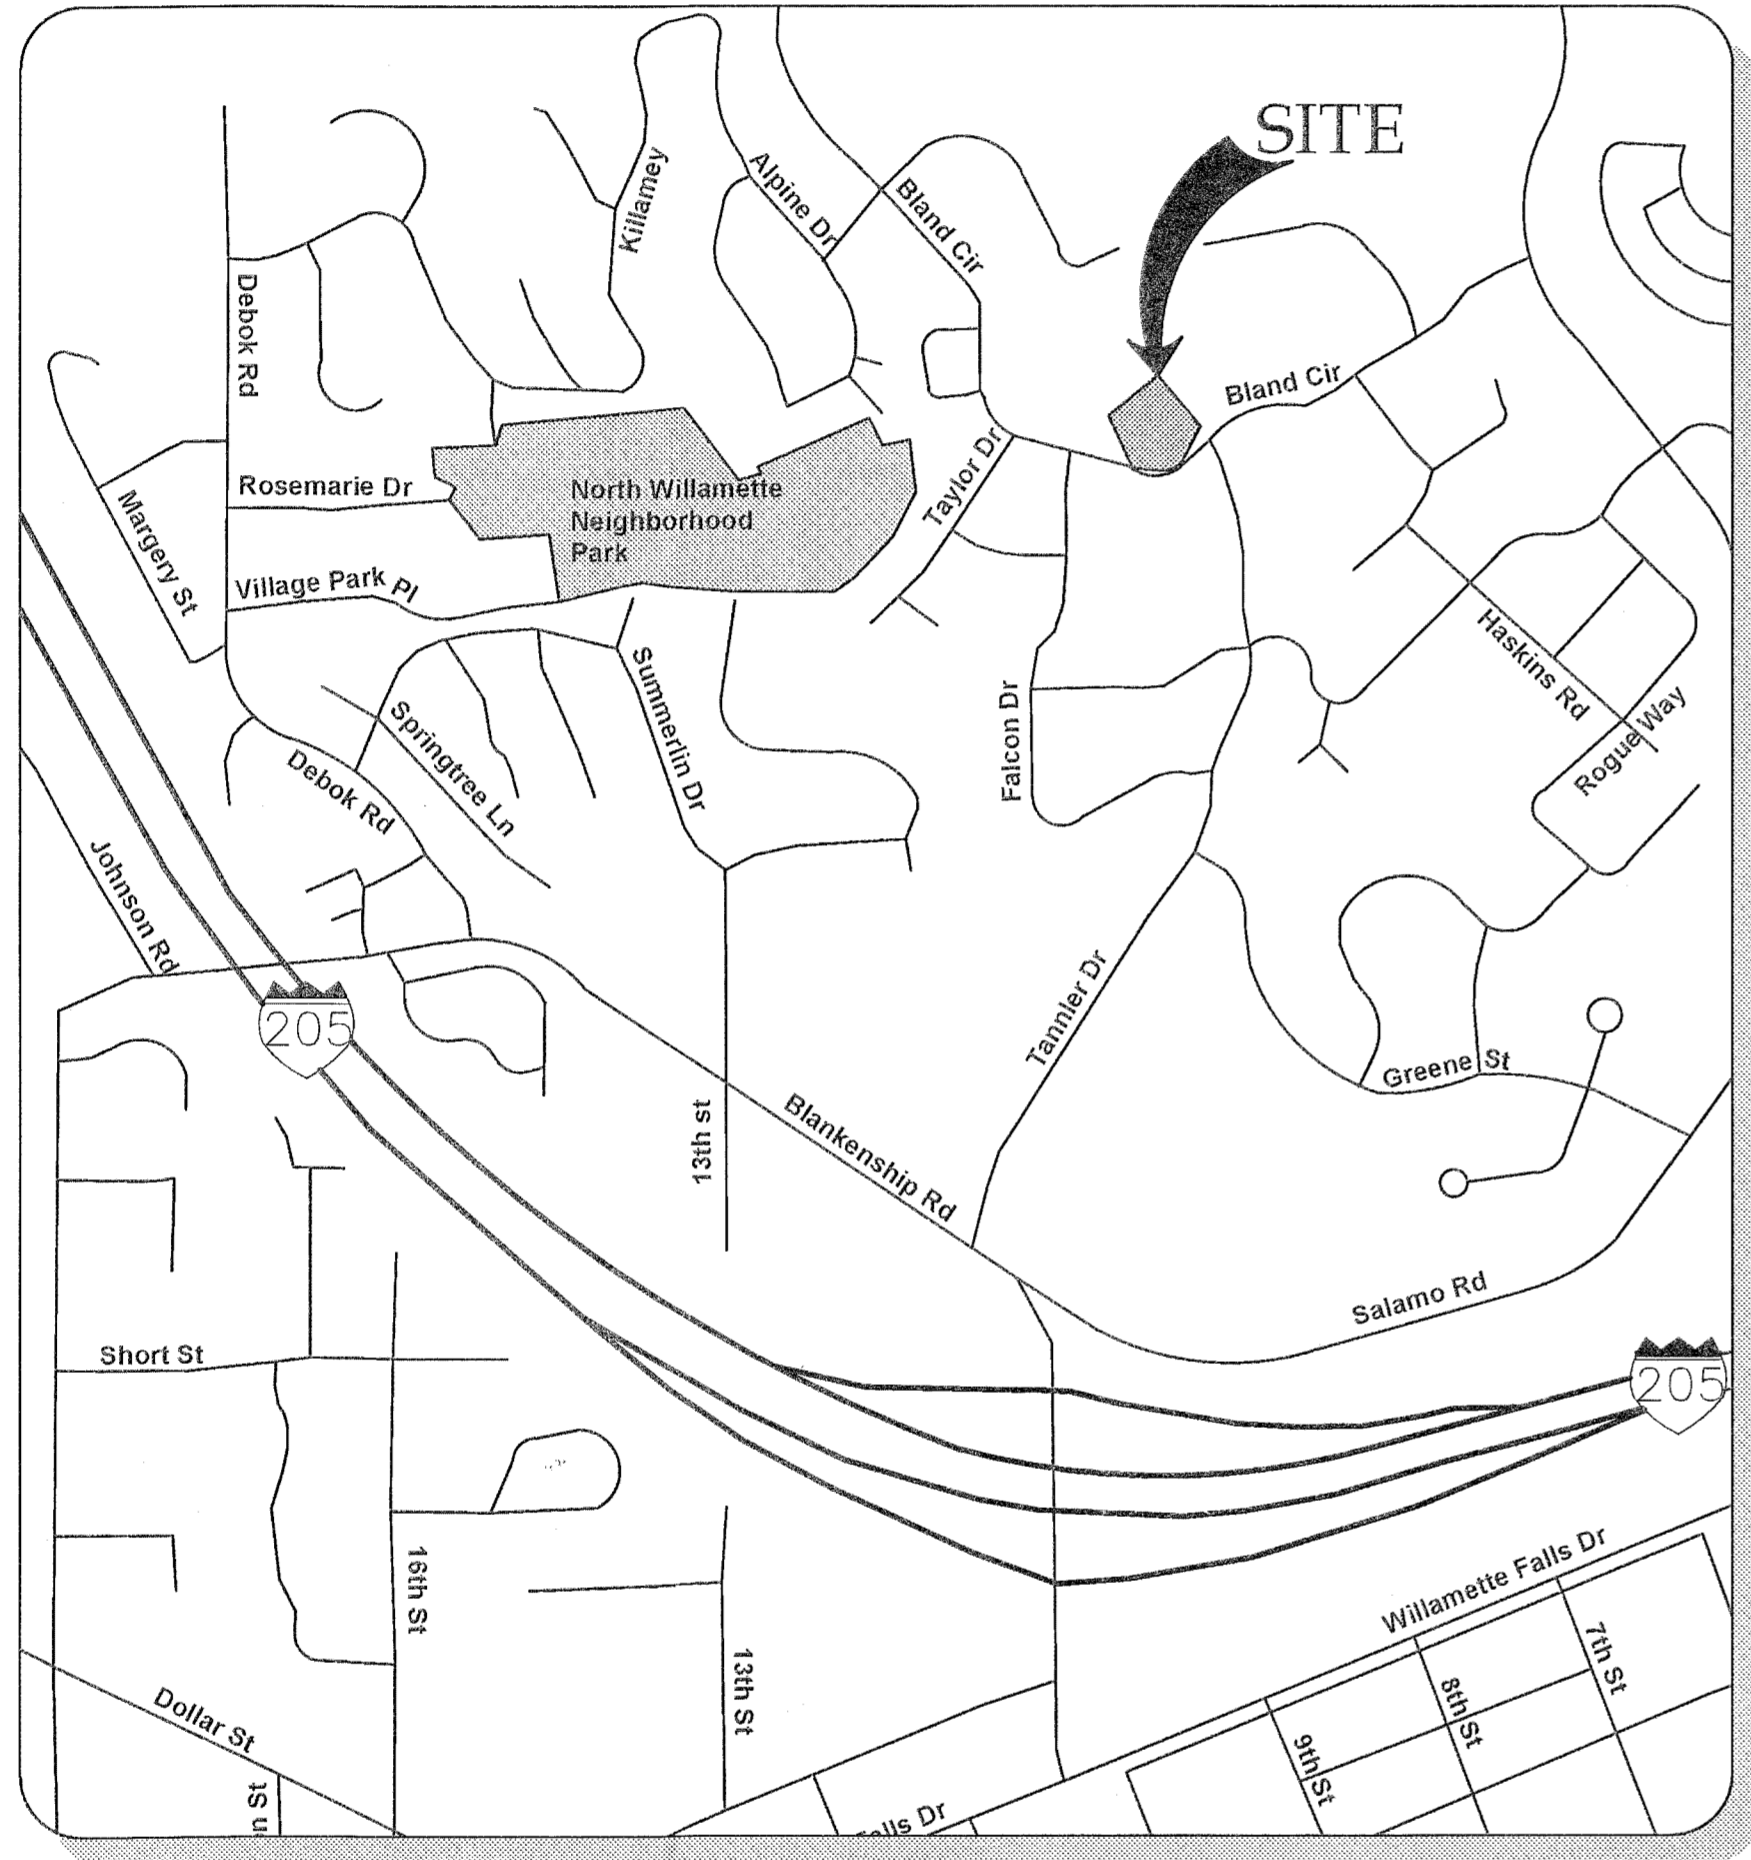 SITE
Killarney
Alpine Dr
Bland Cir
Debok Rd
Bland Cir
Taylor Dr
Rosemarie Dr
North Willamette
Neighborhood
Park
Margery St
Village Park Pl
Haskins Rd
Summerlin Dr
Falcon Dr
Rogue Way
Springtree Ln
Debok Rd
Johnson Rd
Tannler Dr
205
Greene St
13th st
Blankenship Rd
Salamo Rd
Short St
205
16th St
Willamette Falls Dr
13th St
7th St
8th St
9th St
Dollar St
alls Dr
n St